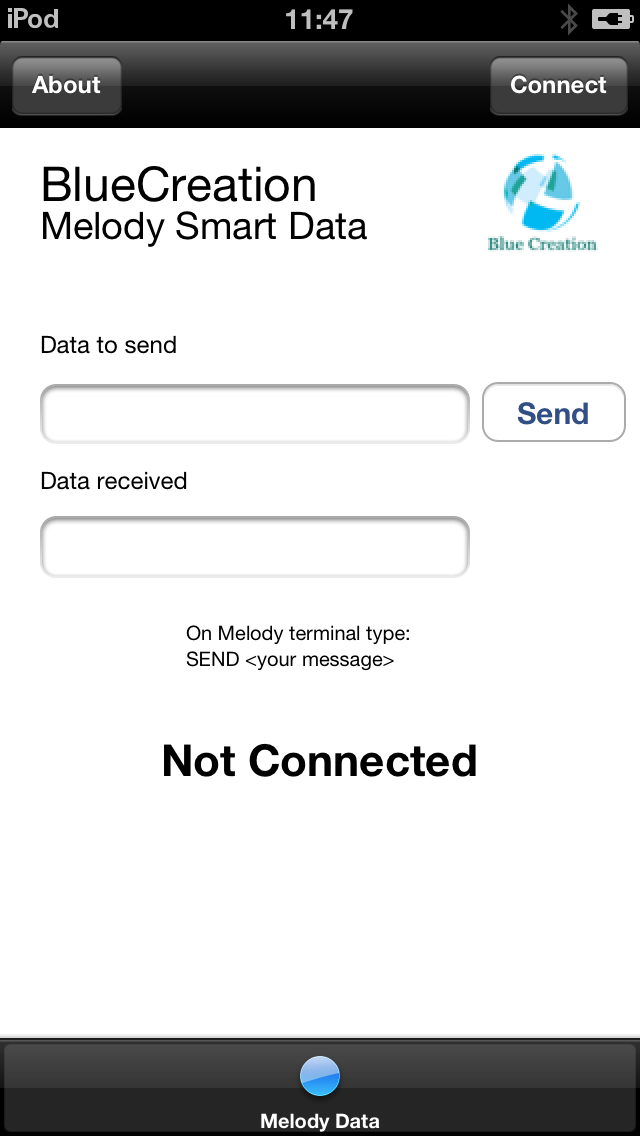 iPod 11:47
About Connect
BlueCreation
Melody Smart Data
Blue Creation
Data to send
Send
Data received
On Melody terminal type:
SEND <your message>
Not Connected
Melody Data